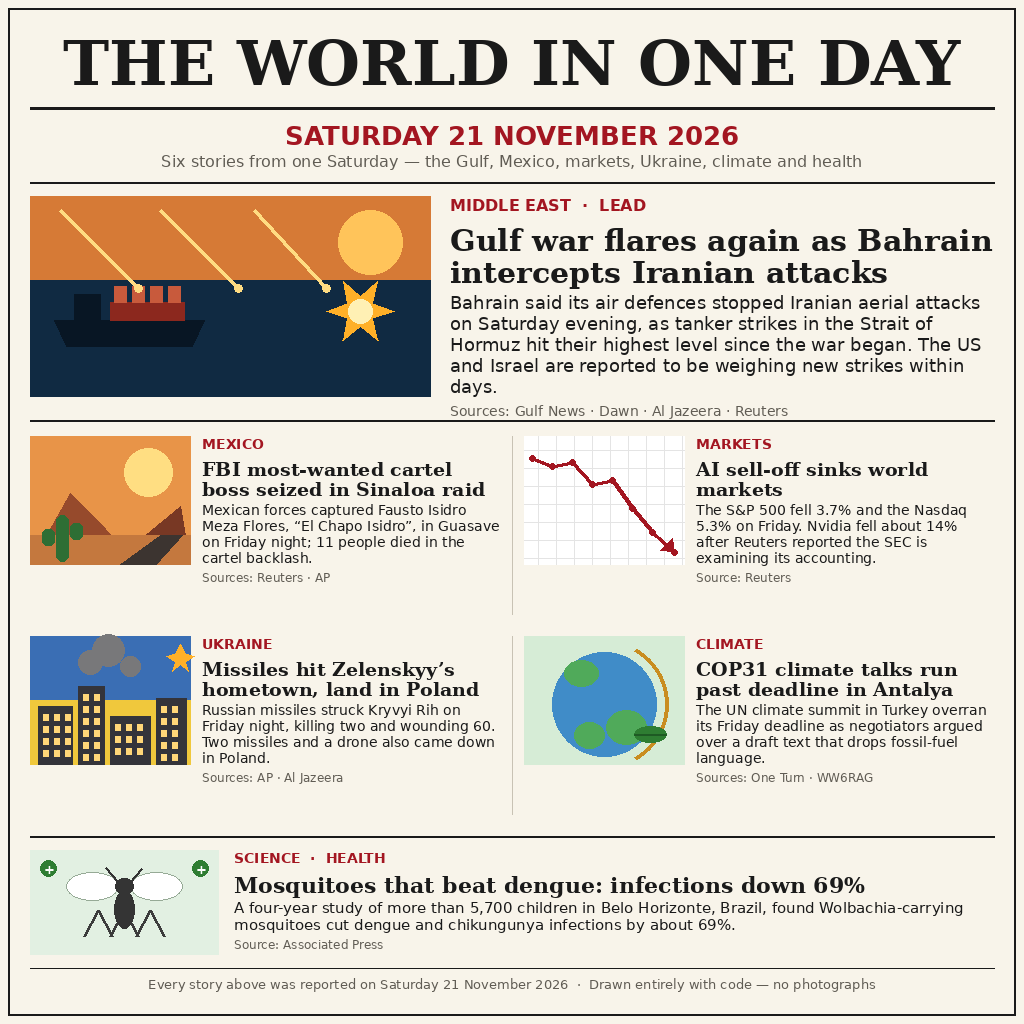 THE WORLD IN ONE DAY
SATURDAY 21 NOVEMBER 2026
Six stories from one Saturday — the Gulf, Mexico, markets, Ukraine, climate and health
MIDDLE EAST · LEAD
Gulf war flares again as Bahrain
intercepts Iranian attacks
Bahrain said its air defences stopped Iranian aerial attacks
on Saturday evening, as tanker strikes in the Strait of
Hormuz hit their highest level since the war began. The US
and Israel are reported to be weighing new strikes within
days.
Sources: Gulf News · Dawn · Al Jazeera · Reuters
MEXICO
FBI most-wanted cartel
boss seized in Sinaloa raid
Mexican forces captured Fausto Isidro
Meza Flores, “El Chapo Isidro”, in Guasave
on Friday night; 11 people died in the
cartel backlash.
Sources: Reuters · AP
MARKETS
AI sell-off sinks world
markets
The S&P 500 fell 3.7% and the Nasdaq
5.3% on Friday. Nvidia fell about 14%
after Reuters reported the SEC is
examining its accounting.
Source: Reuters
UKRAINE
Missiles hit Zelenskyy’s
hometown, land in Poland
Russian missiles struck Kryvyi Rih on
Friday night, killing two and wounding 60.
Two missiles and a drone also came down
in Poland.
Sources: AP · Al Jazeera
CLIMATE
COP31 climate talks run
past deadline in Antalya
The UN climate summit in Turkey overran
its Friday deadline as negotiators argued
over a draft text that drops fossil-fuel
language.
Sources: One Turn · WW6RAG
SCIENCE · HEALTH
Mosquitoes that beat dengue: infections down 69%
A four-year study of more than 5,700 children in Belo Horizonte, Brazil, found Wolbachia-carrying
mosquitoes cut dengue and chikungunya infections by about 69%.
Source: Associated Press
Every story above was reported on Saturday 21 November 2026 · Drawn entirely with code — no photographs